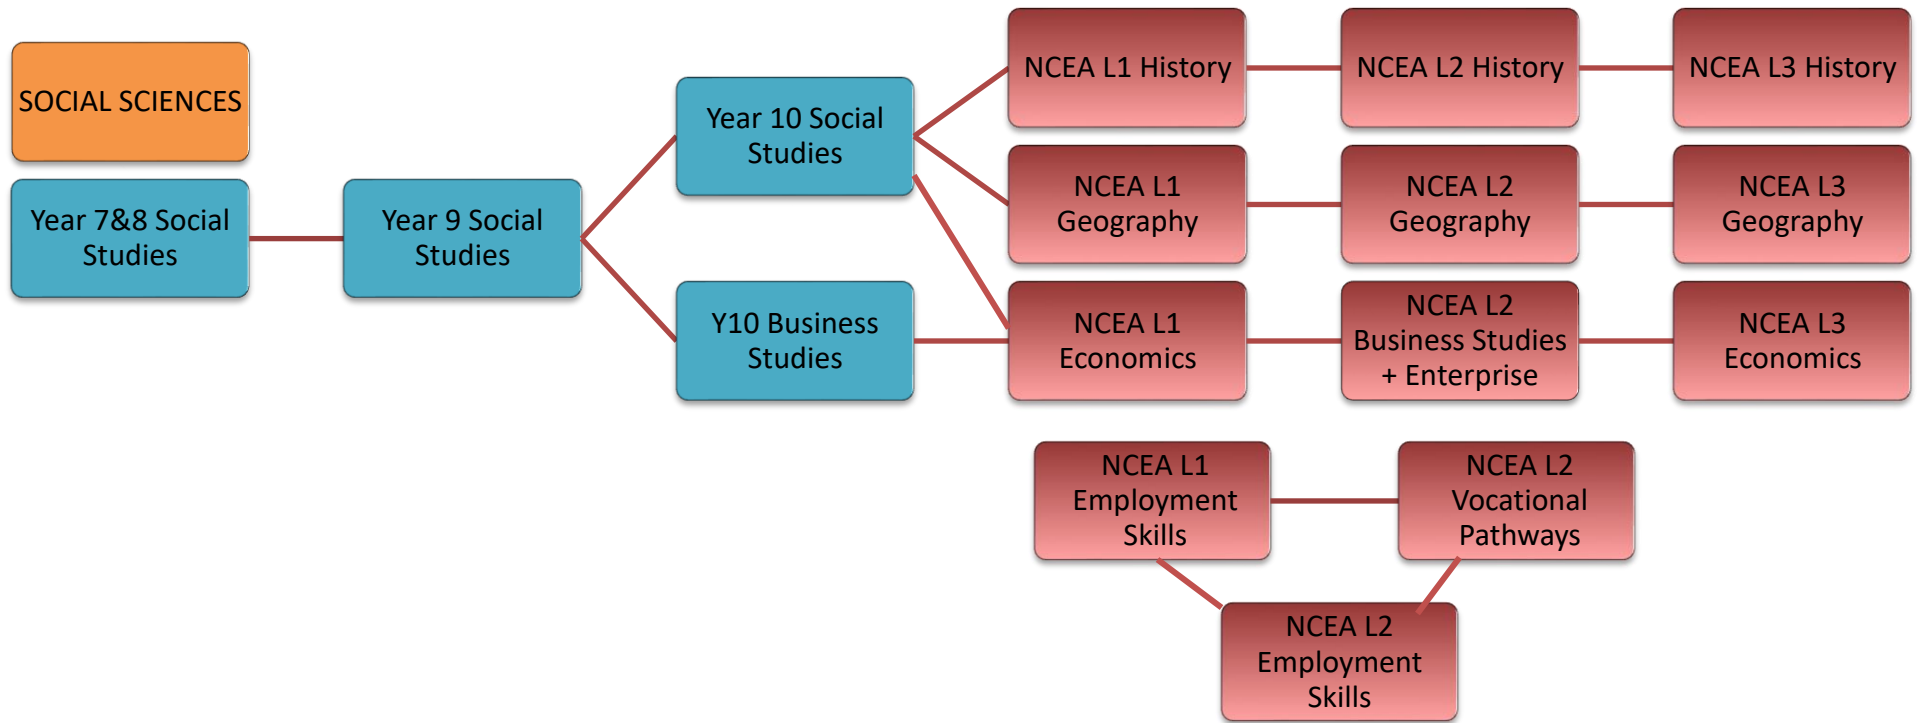 SOCIAL SCIENCES
Year 7&8 Social
Studies
Year 9 Social
Studies
Year 10 Social
Studies
Y10 Business
Studies
NCEA L1 History
NCEA L2 History
NCEA L3 History
NCEA L1
Geography
NCEA L2
Geography
NCEA L3
Geography
NCEA L1
Economics
NCEA L2
Business Studies
+ Enterprise
NCEA L3
Economics
NCEA L1
Employment
Skills
NCEA L2
Vocational
Pathways
NCEA L2
Employment
Skills